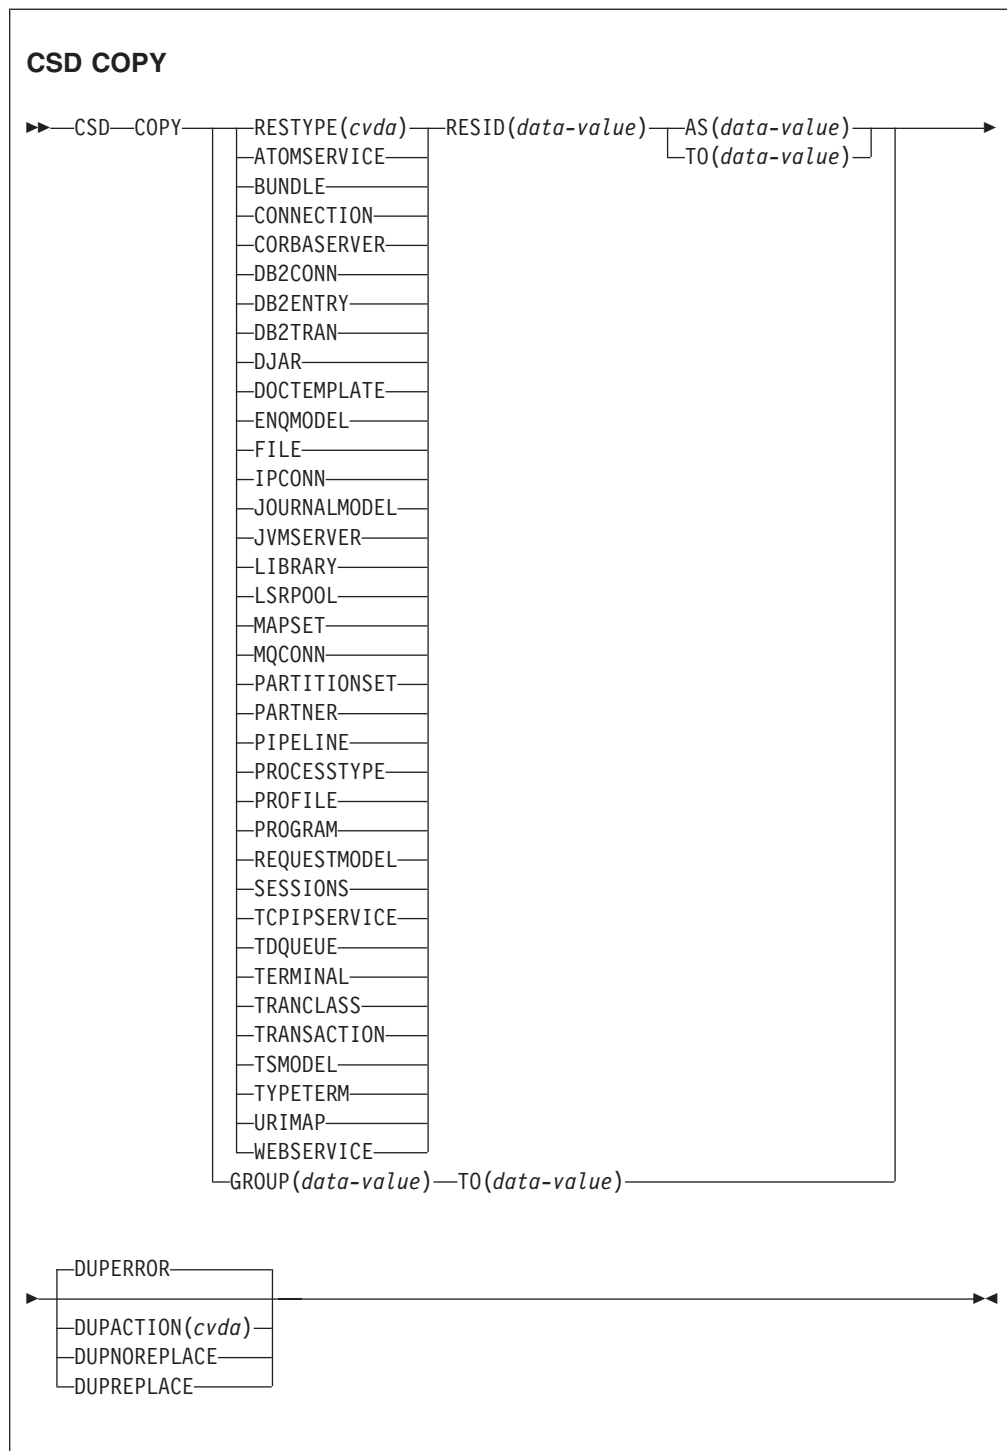 CSD COPY
CSD COPY RESTYPE(cvda) RESID(data-value) AS(data-value)
ATOMSERVICE TO(data-value)
BUNDLE
CONNECTION
CORBASERVER
DB2CONN
DB2ENTRY
DB2TRAN
DJAR
DOCTEMPLATE
ENQMODEL
FILE
IPCONN
JOURNALMODEL
JVMSERVER
LIBRARY
LSRPOOL
MAPSET
MQCONN
PARTITIONSET
PARTNER
PIPELINE
PROCESSTYPE
PROFILE
PROGRAM
REQUESTMODEL
SESSIONS
TCPIPSERVICE
TDQUEUE
TERMINAL
TRANCLASS
TRANSACTION
TSMODEL
TYPETERM
URIMAP
WEBSERVICE
GROUP(data-value) TO(data-value)
DUPERROR
DUPACTION(cvda)
DUPNOREPLACE
DUPREPLACE